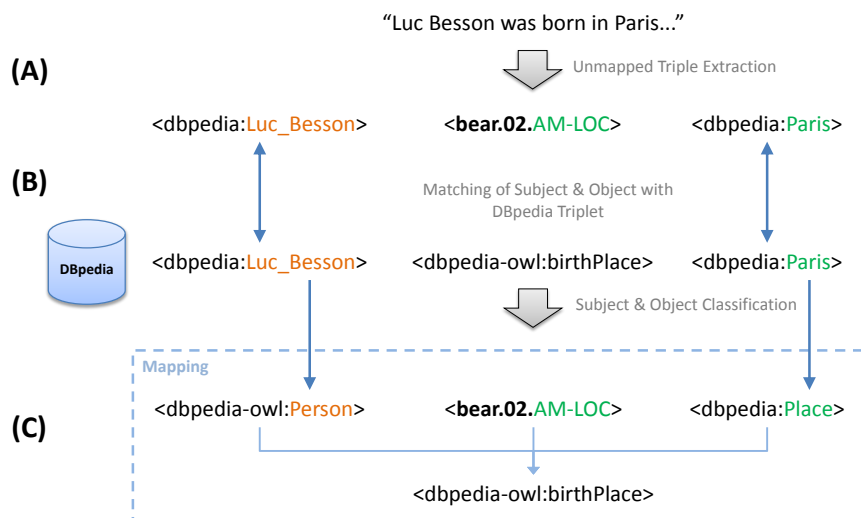 “Luc Besson was born in Paris...”
(A)
Unmapped Triple Extraction
<dbpedia:Luc_Besson> <bear.02.AM-LOC> <dbpedia:Paris>
(B)
Matching of Subject & Object with
DBpedia Triplet
DBpedia
<dbpedia:Luc_Besson> <dbpedia-owl:birthPlace> <dbpedia:Paris>
Subject & Object Classification
Mapping
<dbpedia-owl:Person> <bear.02.AM-LOC> <dbpedia:Place>
(C)
<dbpedia-owl:birthPlace>